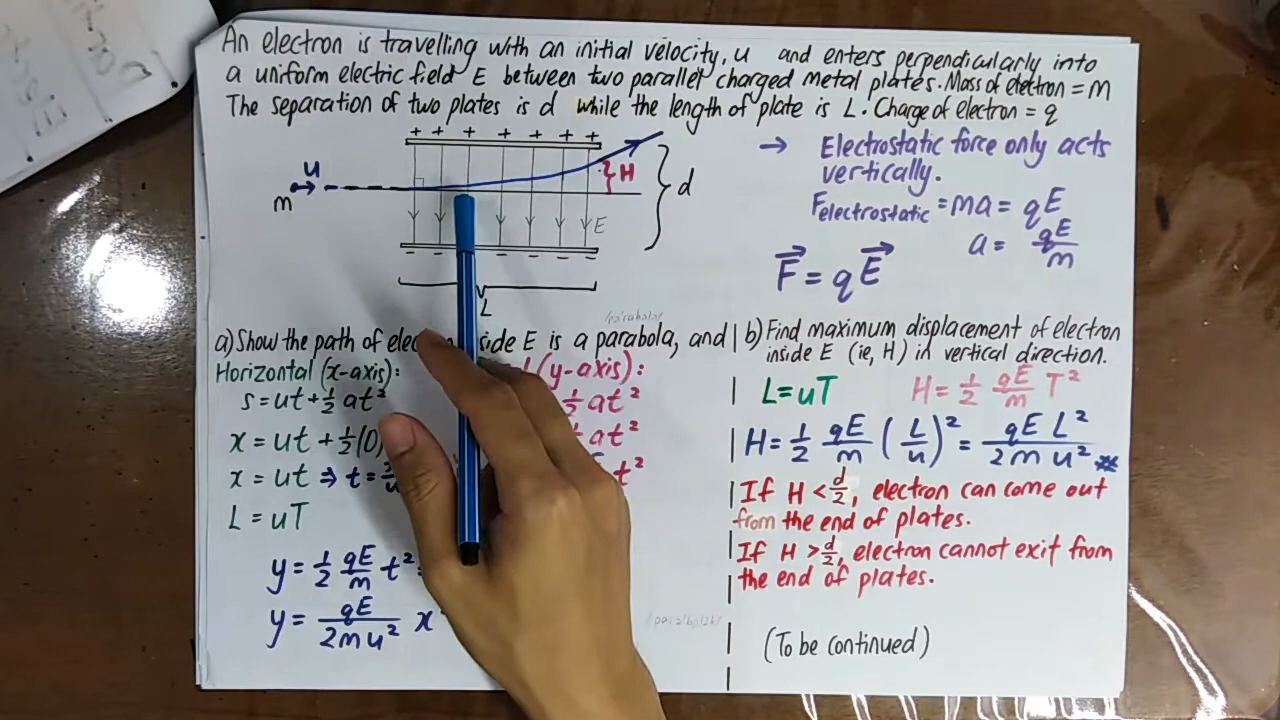 An electron is travelling with an initial velocity, u and enters perpendicularly into
a uniform electric field E between two parallel charged metal plates. Mass of electron = m
The separation of two plates is d while the length of plate is L. Charge of electron = q
+ + + + + + +
u
m
H
d
E
- - - - - -
L
→ Electrostatic force only acts
vertically.
Felectrostatic = ma = qE
a = qE/m
F⃗ = qE⃗
a) Show the path of side E is a parabola, and
Horizontal (x-axis):
s = ut + ½ at²
x = ut + ½(0)
x = ut ⇒ t =
L = uT
(y-axis):
½ at²
at²
t²
y = ½ qE/m t²
y = qE/2mu² x
b) Find maximum displacement of electron
inside E (ie, H) in vertical direction.
L = uT H = ½ qE/m T²
H = ½ qE/m (L/u)² = qEL²/2mu²
If H < d/2, electron can come out
from the end of plates.
If H > d/2, electron cannot exit from
the end of plates.
(To be continued)